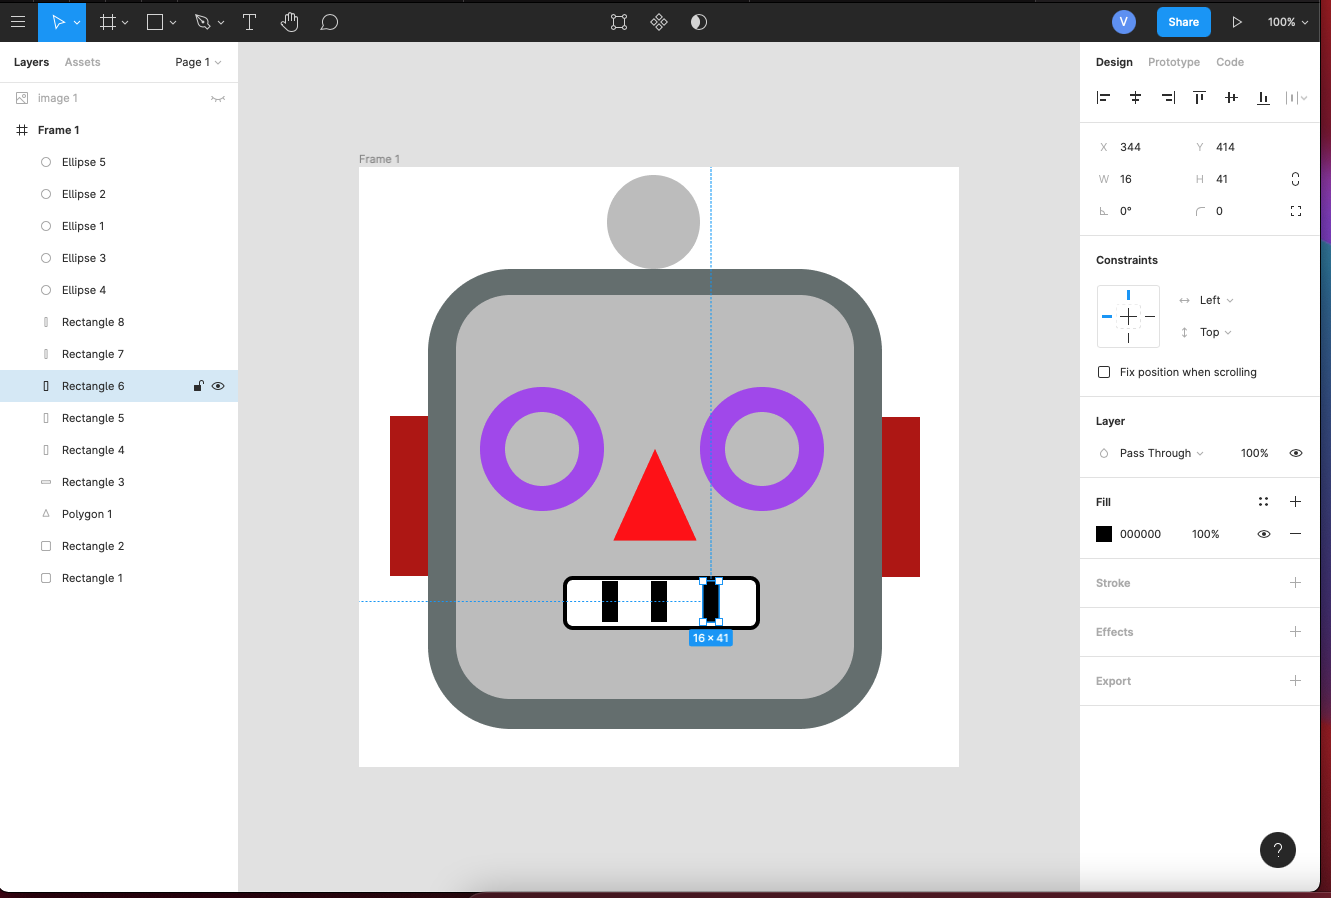 V Share 100%
Layers Assets Page 1
image 1
Frame 1
Ellipse 5
Ellipse 2
Ellipse 1
Ellipse 3
Ellipse 4
Rectangle 8
Rectangle 7
Rectangle 6
Rectangle 5
Rectangle 4
Rectangle 3
Polygon 1
Rectangle 2
Rectangle 1
Frame 1
16 × 41
Design Prototype Code
X 344 Y 414
W 16 H 41
0° 0
Constraints
Left
Top
Fix position when scrolling
Layer
Pass Through 100%
Fill
000000 100%
Stroke
Effects
Export
?